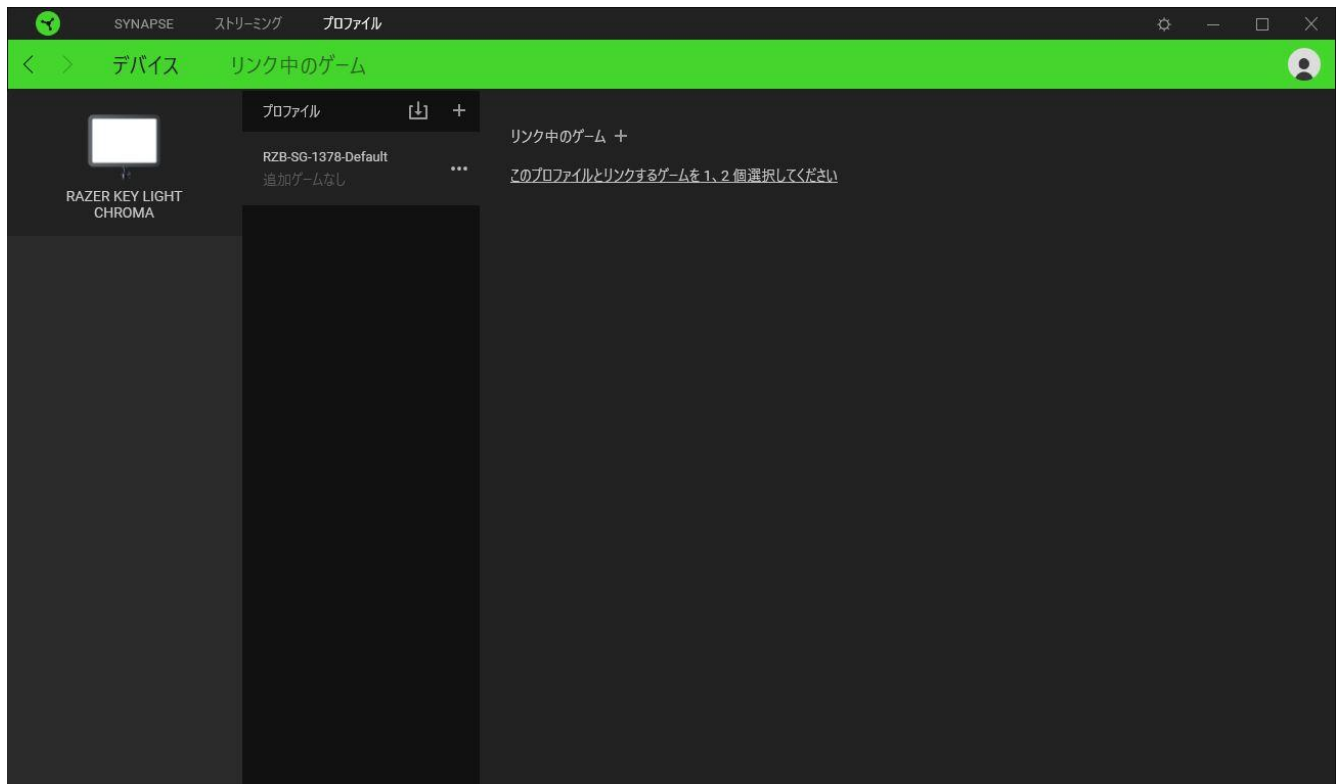 SYNAPSE ストリーミング プロファイル
デバイス リンク中のゲーム
RAZER KEY LIGHT
CHROMA
プロファイル
RZB-SG-1378-Default
追加ゲームなし
リンク中のゲーム
このプロファイルとリンクするゲームを 1、2 個選択してください